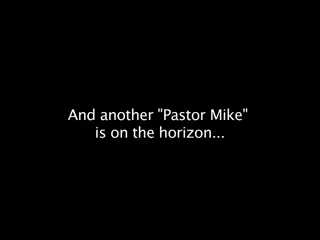 And another "Pastor Mike"
is on the horizon...